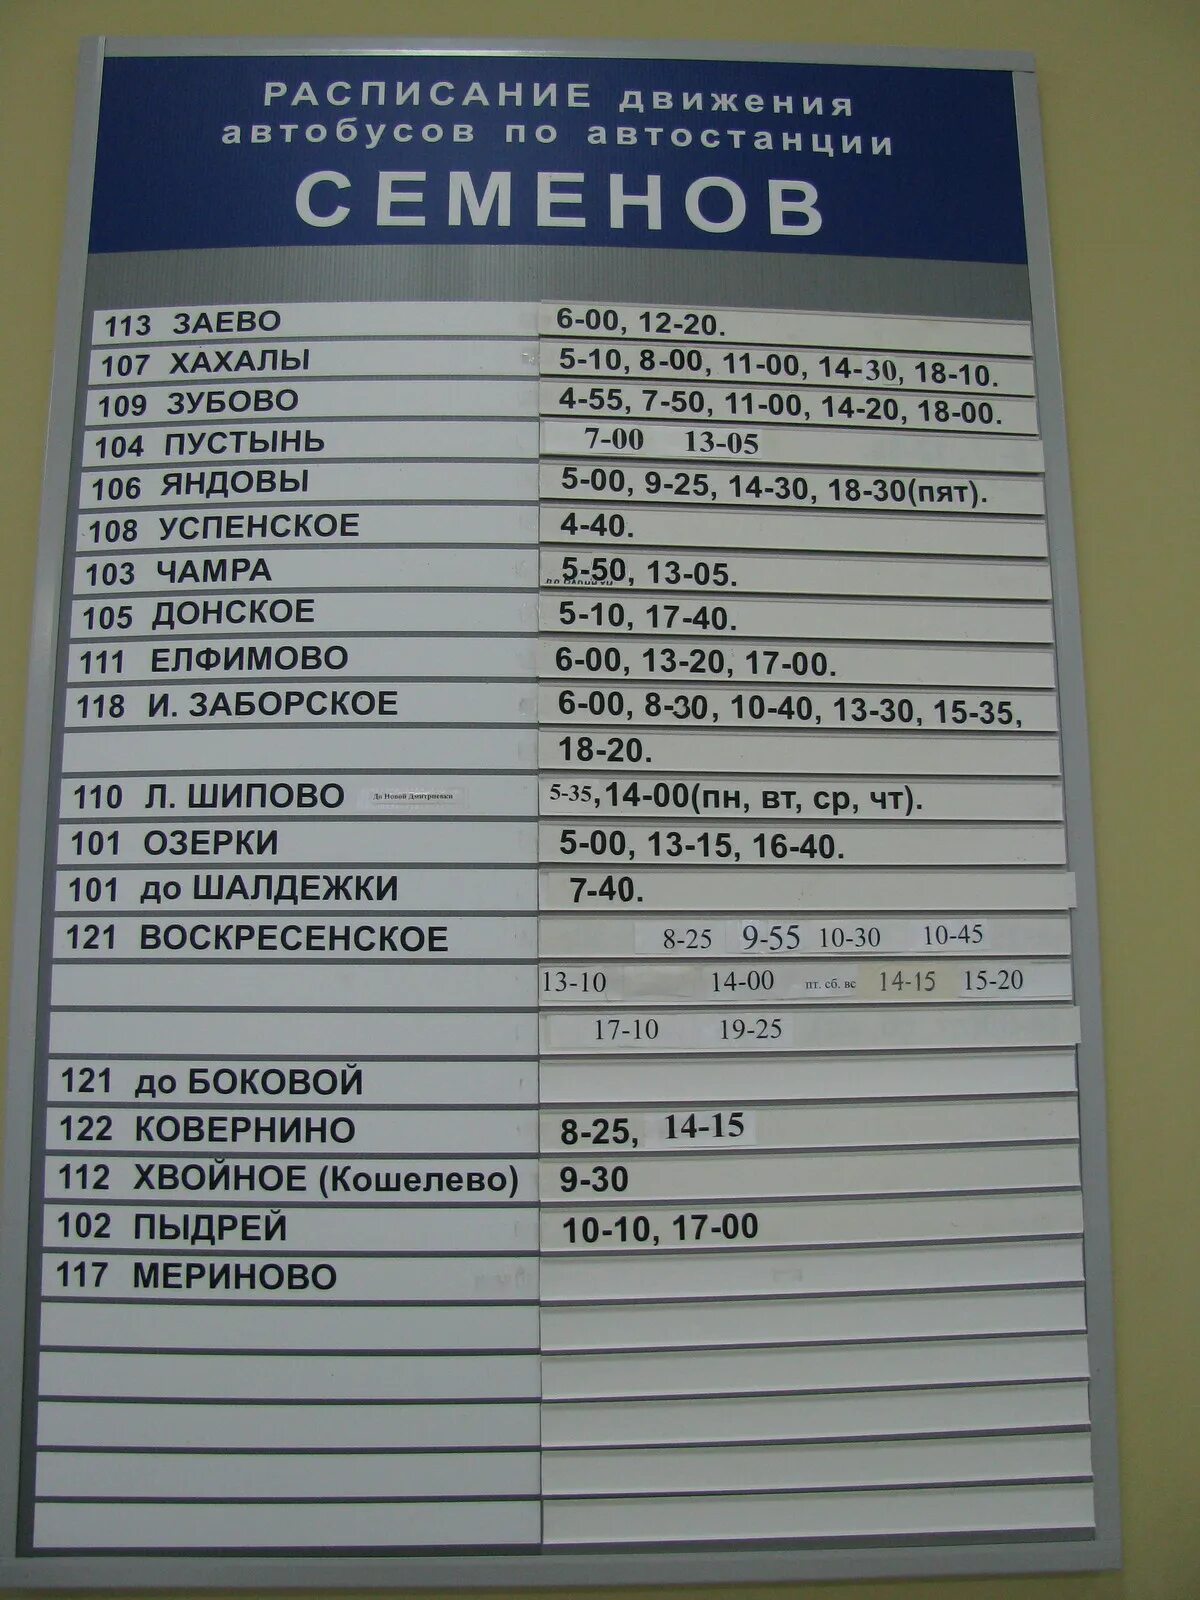 РАСПИСАНИЕ движения
автобусов по автостанции
СЕМЕНОВ
113 ЗАЕВО 6-00, 12-20.
107 ХАХАЛЫ 5-10, 8-00, 11-00, 14-30, 18-10.
109 ЗУБОВО 4-55, 7-50, 11-00, 14-20, 18-00.
104 ПУСТЫНЬ 7-00 13-05
106 ЯНДОВЫ 5-00, 9-25, 14-30, 18-30(пят).
108 УСПЕНСКОЕ 4-40.
103 ЧАМРА 5-50, 13-05.
105 ДОНСКОЕ 5-10, 17-40.
111 ЕЛФИМОВО 6-00, 13-20, 17-00.
118 И. ЗАБОРСКОЕ 6-00, 8-30, 10-40, 13-30, 15-35,
18-20.
110 Л. ШИПОВО До Новой Дмитриевки 5-35,14-00(пн, вт, ср, чт).
101 ОЗЕРКИ 5-00, 13-15, 16-40.
101 до ШАЛДЕЖКИ 7-40.
121 ВОСКРЕСЕНСКОЕ 8-25 9-55 10-30 10-45
13-10 14-00 пт. сб. вс 14-15 15-20
17-10 19-25
121 до БОКОВОЙ
122 КОВЕРНИНО 8-25, 14-15
112 ХВОЙНОЕ (Кошелево) 9-30
102 ПЫДРЕЙ 10-10, 17-00
117 МЕРИНОВО